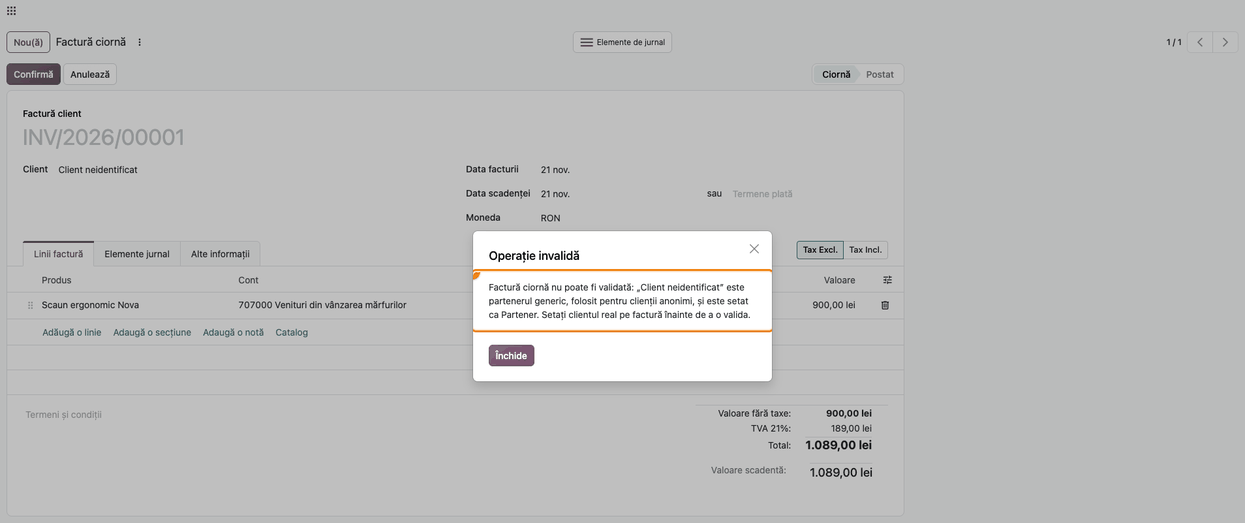 Nou(ă)
Factură ciornă
Elemente de jurnal
1 / 1
Confirmă
Anulează
Ciornă
Postat
Factură client
INV/2026/00001
Client
Client neidentificat
Data facturii
21 nov.
Data scadenței
21 nov.
sau
Termene plată
Moneda
RON
Linii factură
Elemente jurnal
Alte informații
Tax Excl.
Tax Incl.
Produs
Cont
Valoare
Scaun ergonomic Nova
707000 Venituri din vânzarea mărfurilor
900,00 lei
Adăugă o linie
Adaugă o secțiune
Adaugă o notă
Catalog
Operație invalidă
Factură ciornă nu poate fi validată: „Client neidentificat” este
partenerul generic, folosit pentru clienții anonimi, și este setat
ca Partener. Setați clientul real pe factură înainte de a o valida.
Închide
Termeni și condiții
Valoare fără taxe:
900,00 lei
TVA 21%:
189,00 lei
Total:
1.089,00 lei
Valoare scadentă:
1.089,00 lei